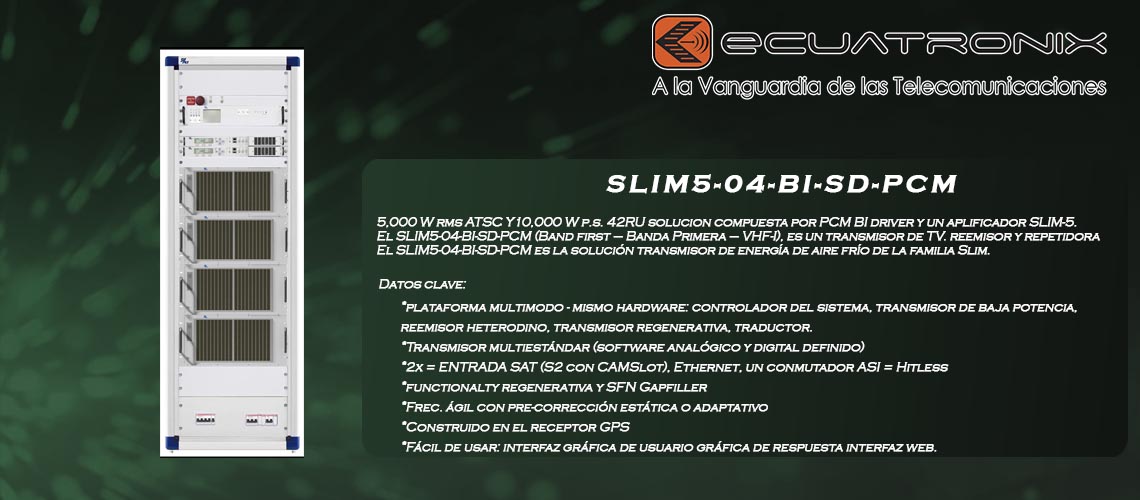 ECUATRONIX
A la Vanguardia de las Telecomunicaciones
SLIM5-04-BI-SD-PCM
5,000 W rms ATSC Y10,000 W p.s. 42RU solucion compuesta por PCM BI driver y un aplificador SLIM-5.
El SLIM5-04-BI-SD-PCM (Band first – Banda Primera – VHF-I), es un transmisor de TV. reemisor y repetidora
El SLIM5-04-BI-SD-PCM es la solución transmisor de energía de aire frío de la familia Slim.
Datos clave:
*plataforma multimodo - mismo hardware: controlador del sistema, transmisor de baja potencia,
reemisor heterodino, transmisor regenerativa, traductor.
*Transmisor multiestándar (software analógico y digital definido)
*2x = ENTRADA SAT (S2 con CAMSlot), Ethernet, un conmutador ASI = Hitless
*functionalty regenerativa y SFN Gapfiller
*Frec. ágil con pre-corrección estática o adaptativo
*Construido en el receptor GPS
*Fácil de usar: interfaz gráfica de usuario gráfica de respuesta interfaz web.